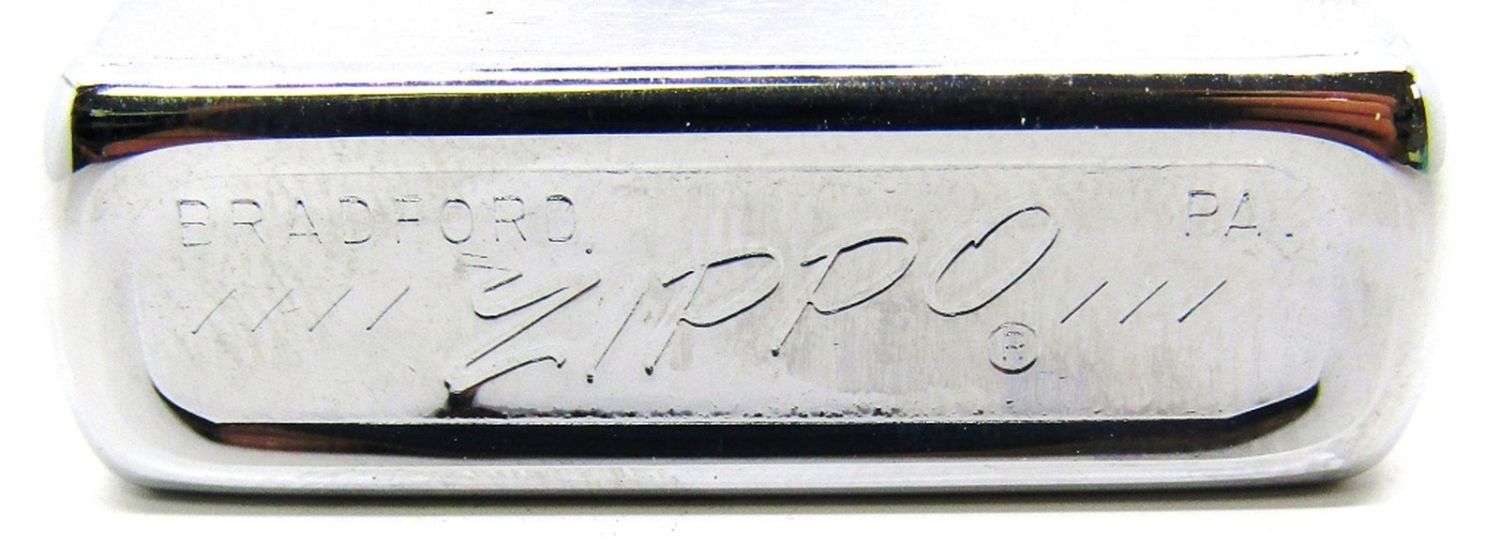 BRADFORD, PA.
//// ZIPPO ///
®